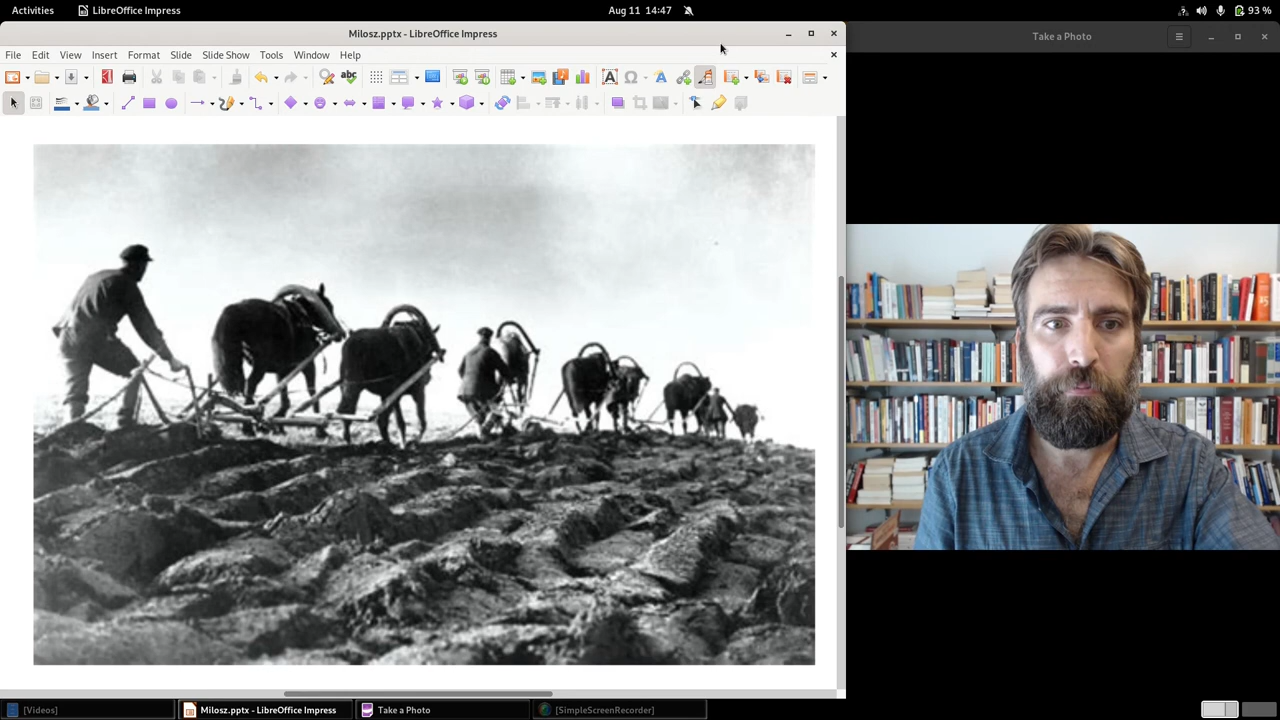 Activities LibreOffice Impress Aug 11 14:47 93 %
Milosz.pptx - LibreOffice Impress
Take a Photo
File Edit View Insert Format Slide Slide Show Tools Window Help
[Videos] Milosz.pptx - LibreOffice Impress Take a Photo [SimpleScreenRecorder]